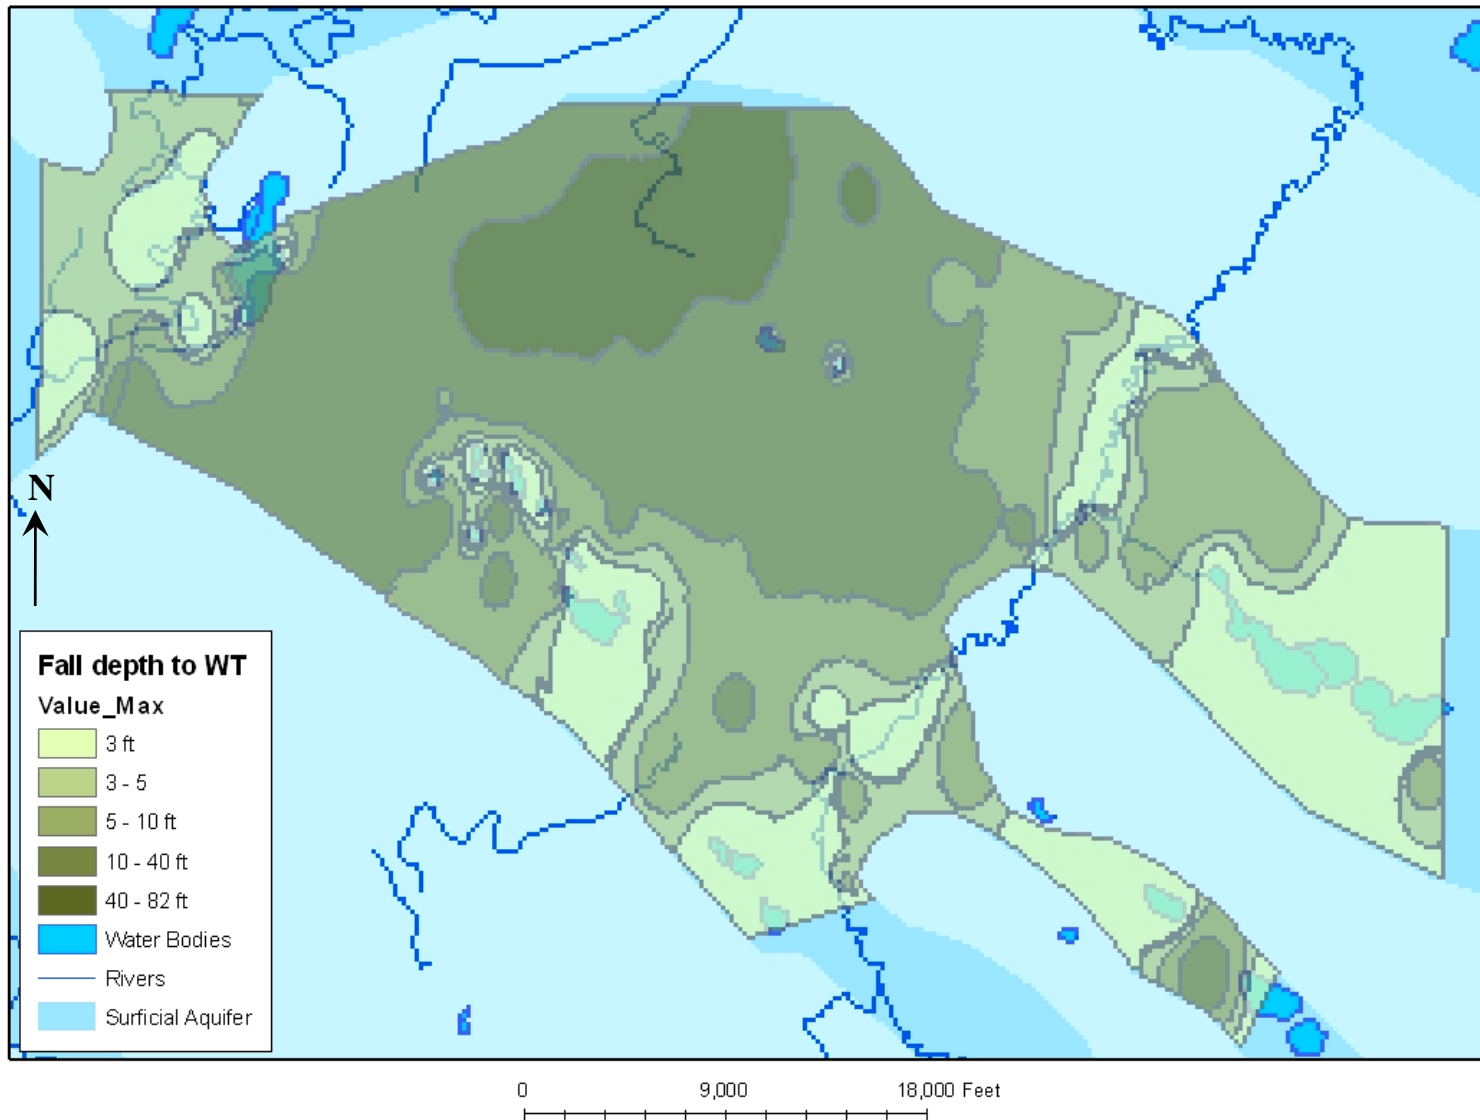 N
Fall depth to WT
Value_Max
3 ft
3 - 5
5 - 10 ft
10 - 40 ft
40 - 82 ft
Water Bodies
Rivers
Surficial Aquifer
0 9,000 18,000 Feet